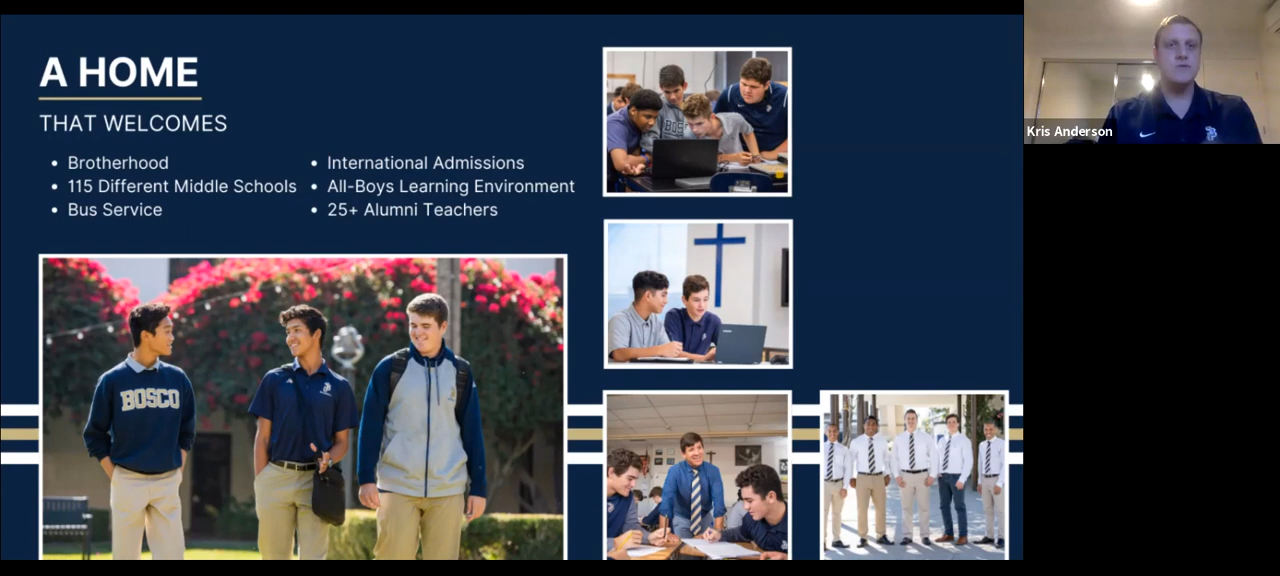 A HOME
THAT WELCOMES
• Brotherhood
• 115 Different Middle Schools
• Bus Service
• International Admissions
• All-Boys Learning Environment
• 25+ Alumni Teachers
BOSCO
BOS
Kris Anderson